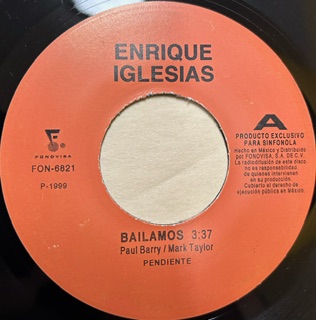 ENRIQUE
IGLESIAS
FONOVISA
FON-6821
P-1999
A
PRODUCTO EXCLUSIVO
PARA SINFONOLA
Hecho en México y Distribuido
por FONOVISA, S.A. DE C.V.
La radiodifusión de este disco
no es responsabilidad
de quienes intervienen
en su producción.
Cubierto el derecho de
ejecución pública en México.
BAILAMOS 3:37
Paul Barry / Mark Taylor
PENDIENTE